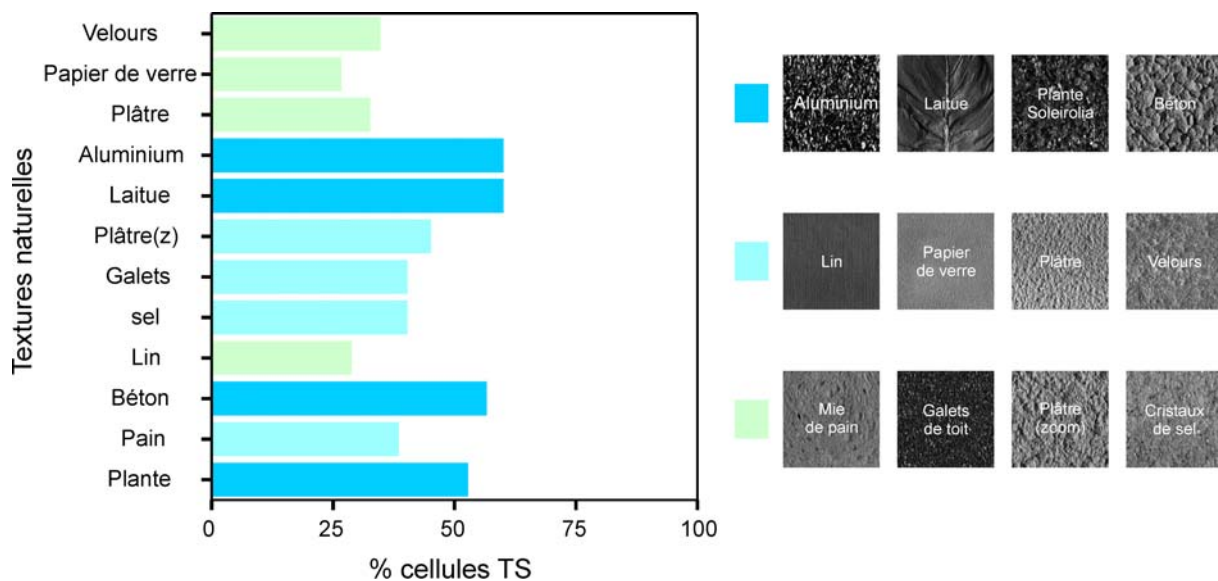 Textures naturelles
Velours
Papier de verre
Plâtre
Aluminium
Laitue
Plâtre(z)
Galets
sel
Lin
Béton
Pain
Plante
0
25
50
75
100
% cellules TS
Aluminium
Laitue
Plante
Soleirolia
Béton
Lin
Papier
de verre
Plâtre
Velours
Mie
de pain
Galets
de toit
Plâtre
(zoom)
Cristaux
de sel